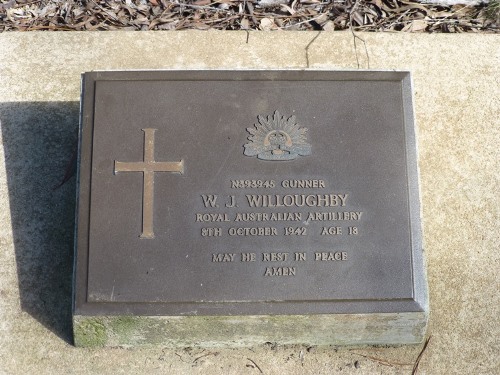 N393945 GUNNER
W. J. WILLOUGHBY
ROYAL AUSTRALIAN ARTILLERY
8TH OCTOBER 1942 AGE 18
MAY HE REST IN PEACE
AMEN